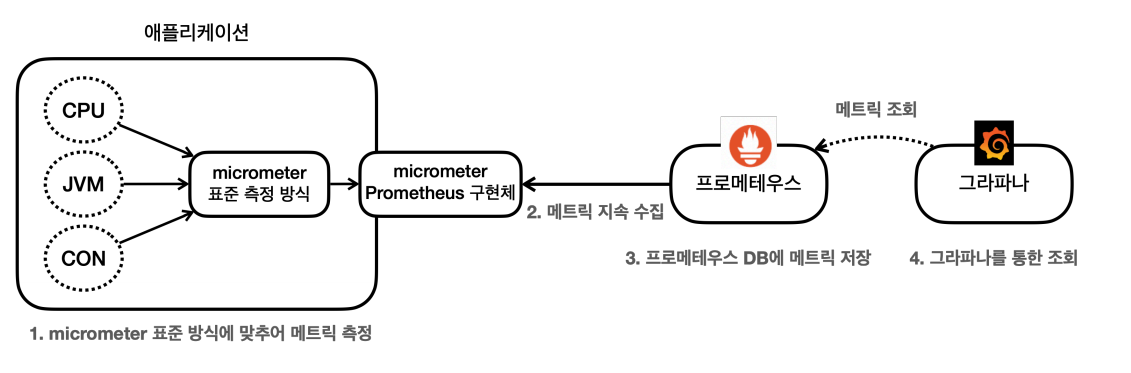 애플리케이션
CPU
JVM
CON
micrometer
표준 측정 방식
micrometer
Prometheus 구현체
2. 메트릭 지속 수집
프로메테우스
메트릭 조회
그라파나
3. 프로메테우스 DB에 메트릭 저장
4. 그라파나를 통한 조회
1. micrometer 표준 방식에 맞추어 메트릭 측정